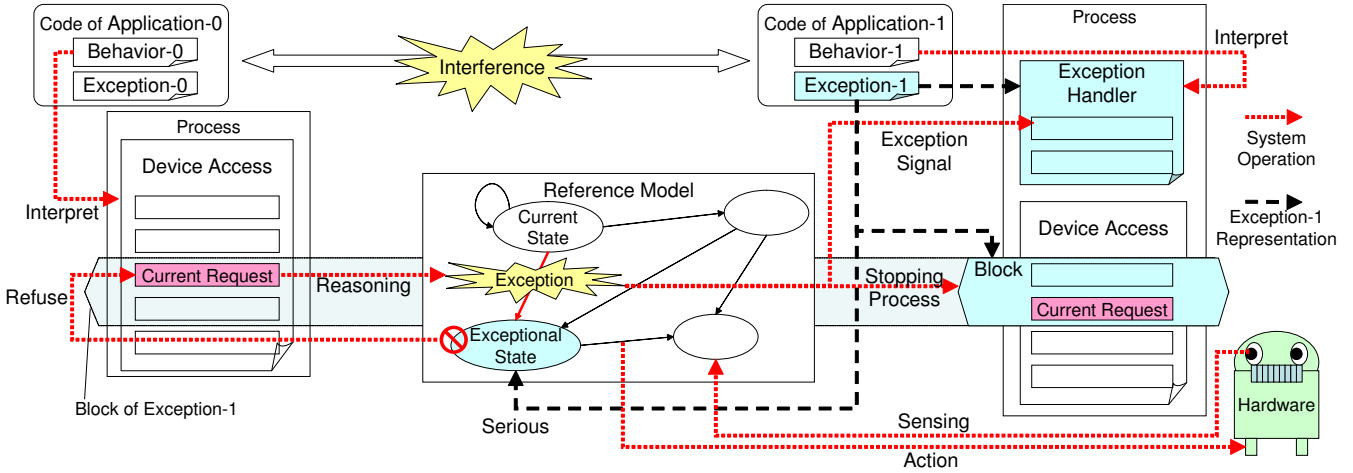 Code of Application-0
Behavior-0
Exception-0
Interference
Code of Application-1
Behavior-1
Exception-1
Process
Exception
Handler
Interpret
System
Operation
Exception-1
Representation
Process
Device Access
Interpret
Current Request
Refuse
Reasoning
Block of Exception-1
Reference Model
Current
State
Exception
Exceptional
State
Serious
Exception
Signal
Stopping
Process
Block
Device Access
Current Request
Hardware
Sensing
Action